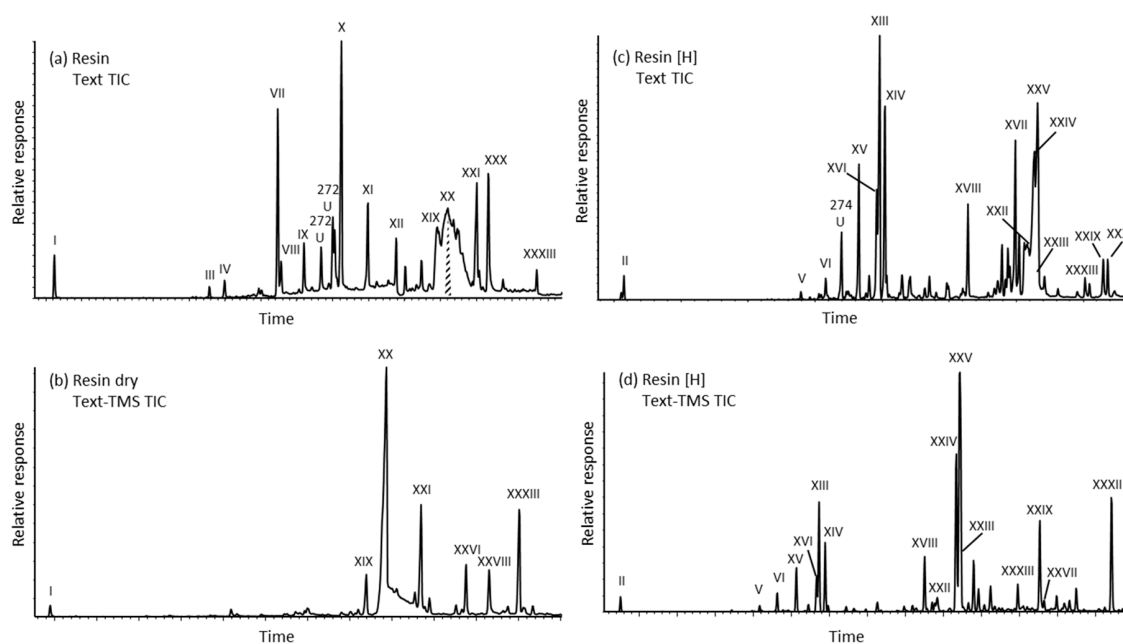 (a) Resin
Text TIC
X
VII
272
U
272
U
XI
XII
VIII
IX
III
IV
I
XIX
XX
XXI
XXX
XXXIII
Relative response
Time
(c) Resin [H]
Text TIC
XIII
XIV
XV
XVI
274
U
II
V
VI
XVIII
XVII
XXV
XXIV
XXII
XXIII
XXIX
XXXIII
Relative response
Time
(b) Resin dry
Text-TMS TIC
XX
XXI
XIX
XXVI
XXVIII
XXXIII
I
Relative response
Time
(d) Resin [H]
Text-TMS TIC
XXV
XXIV
XIII
XIV
XVI
XV
VI
V
II
XVIII
XXII
XXIII
XXIX
XXXIII
XXVII
XXXII
Relative response
Time